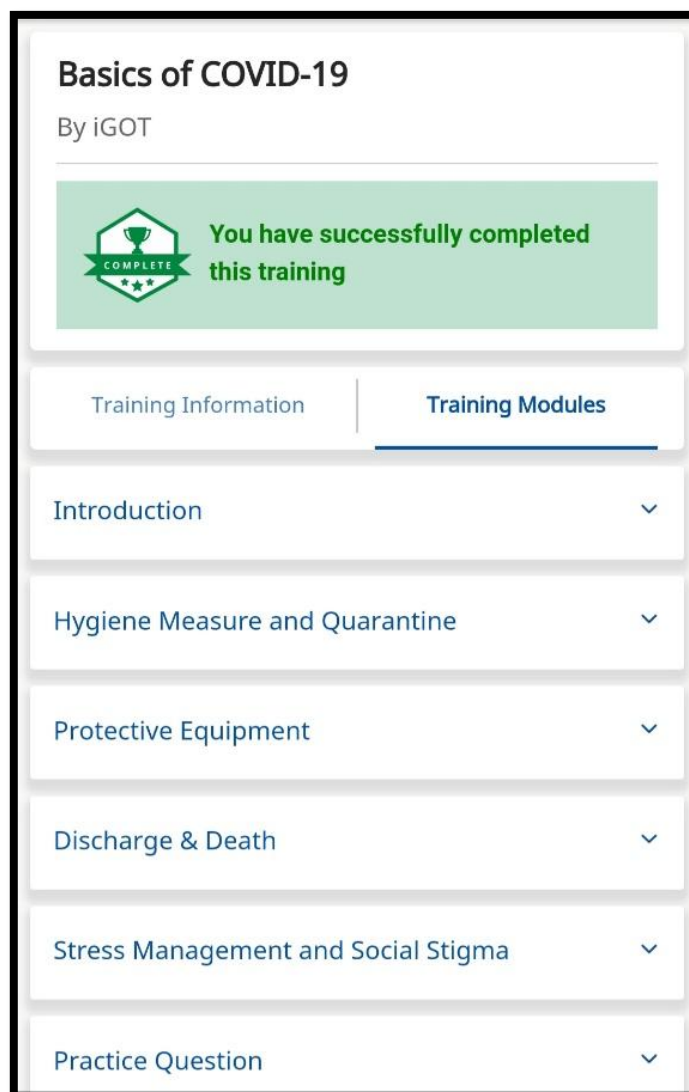 Basics of COVID-19
By iGOT
COMPLETE
You have successfully completed
this training
Training Information
Training Modules
Introduction
Hygiene Measure and Quarantine
Protective Equipment
Discharge & Death
Stress Management and Social Stigma
Practice Question